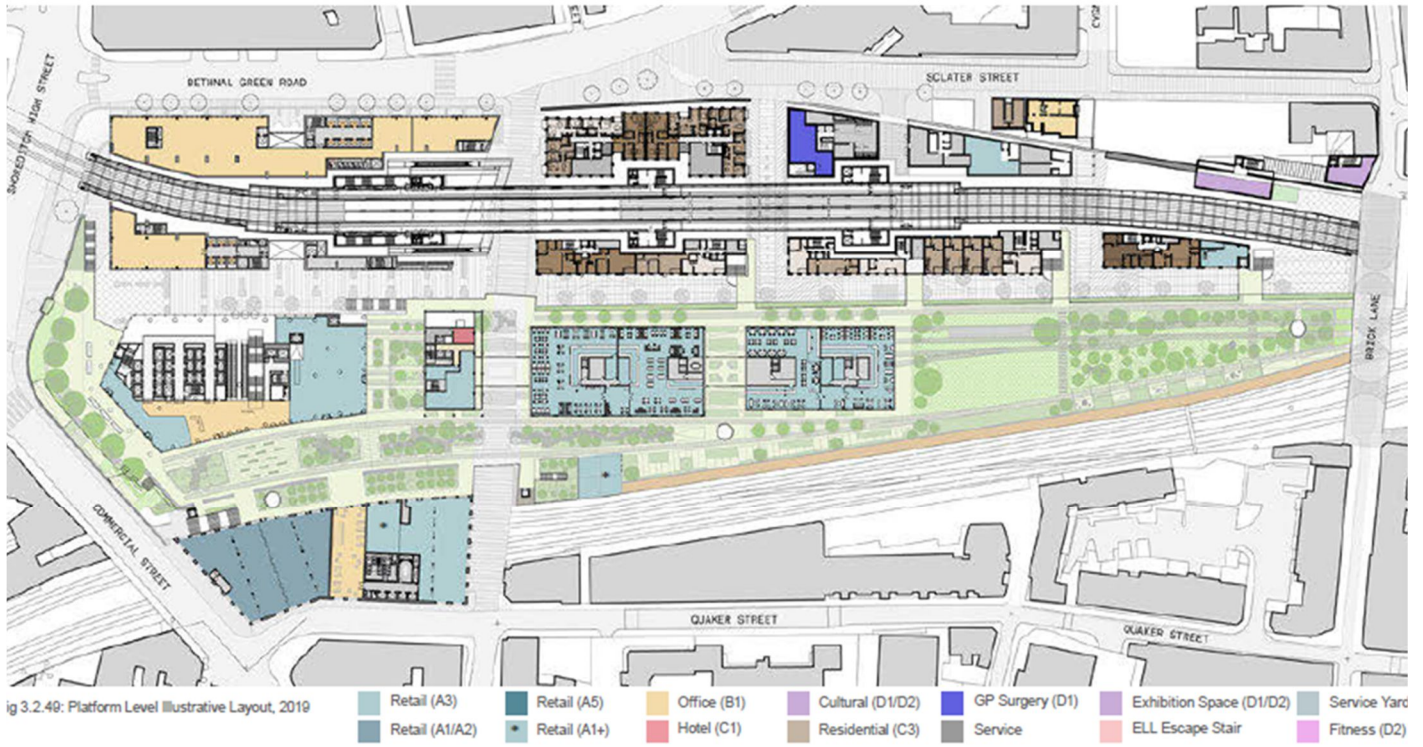 BETHNAL GREEN ROAD
SCLATER STREET
SHOREDITCH HIGH STREET
BRICK LANE
COMMERCIAL STREET
QUAKER STREET
QUAKER STREET
ig 3.2.49: Platform Level Illustrative Layout, 2019
Retail (A3)
Retail (A5)
Office (B1)
Cultural (D1/D2)
GP Surgery (D1)
Exhibition Space (D1/D2)
Service Yard
Retail (A1/A2)
Retail (A1+)
Hotel (C1)
Residential (C3)
Service
ELL Escape Stair
Fitness (D2)